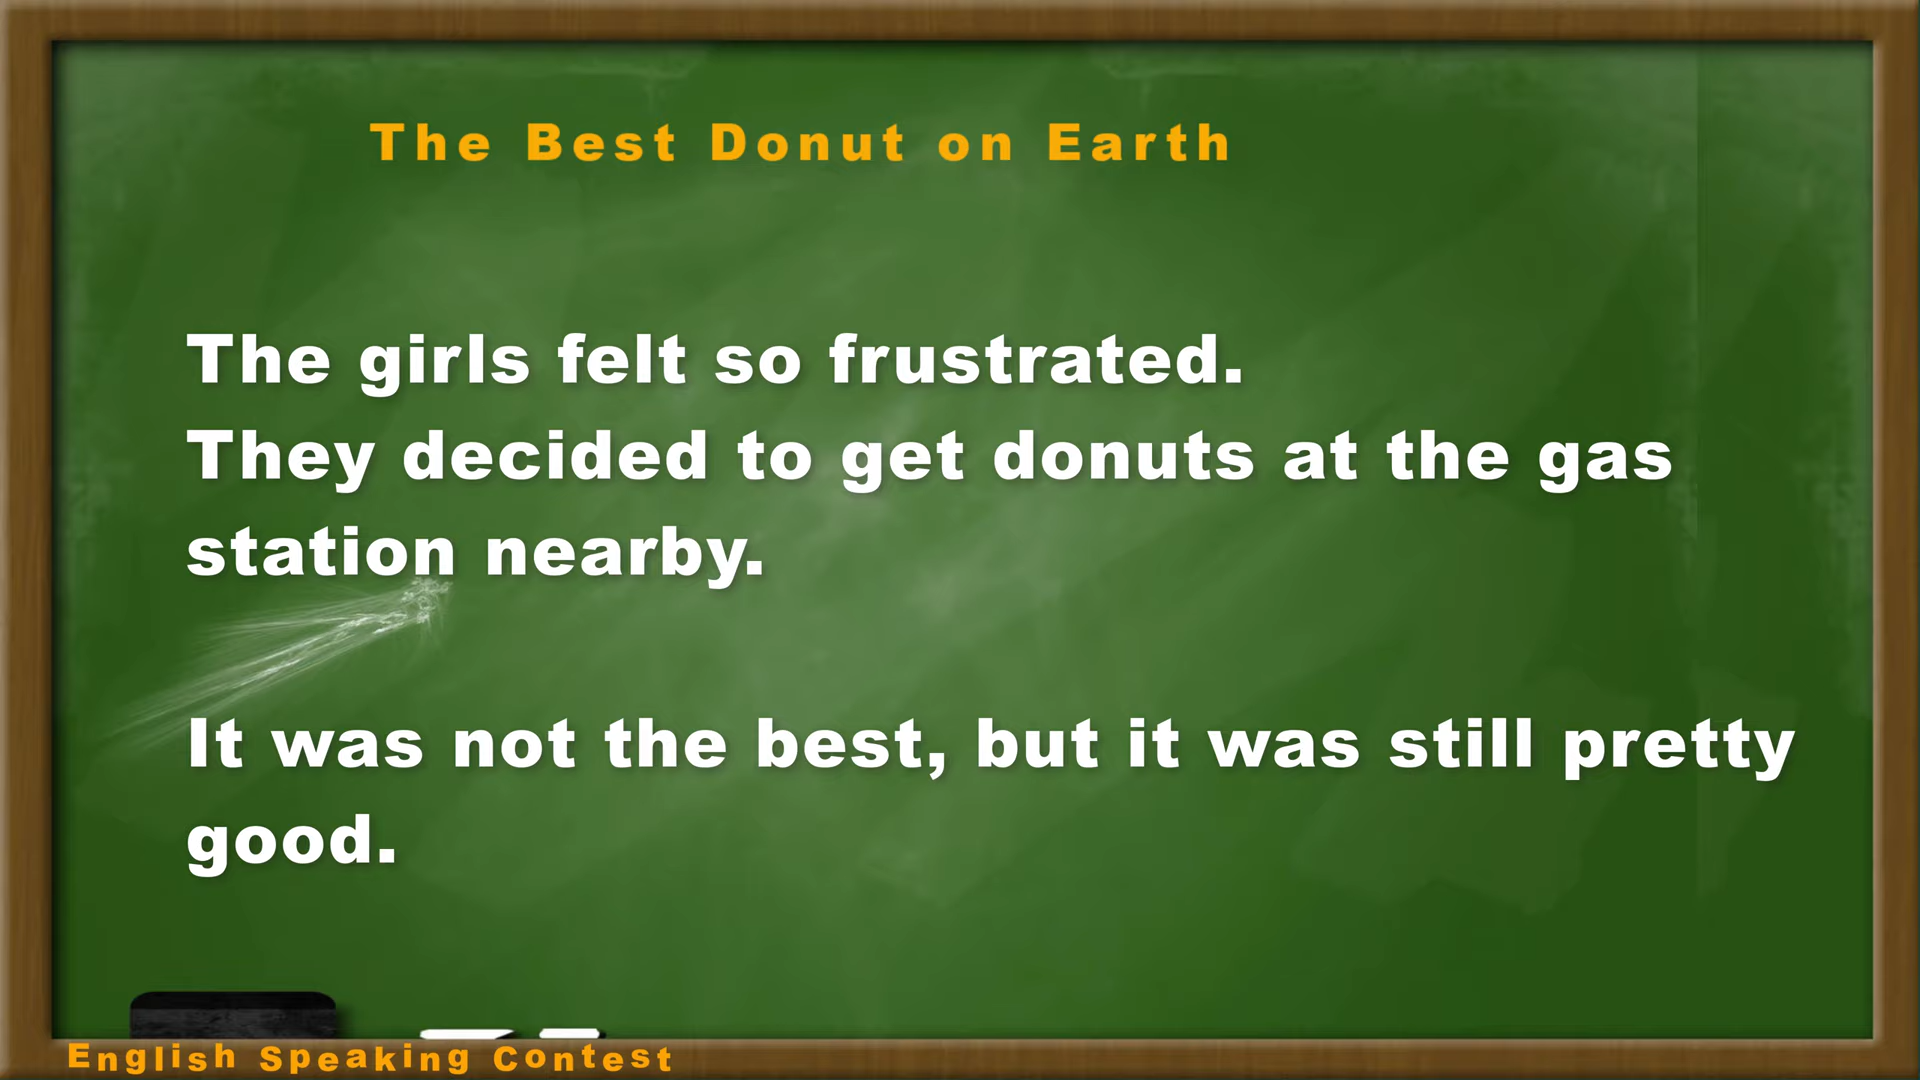 The Best Donut on Earth
The girls felt so frustrated.
They decided to get donuts at the gas
station nearby.
It was not the best, but it was still pretty
good.
English Speaking Contest